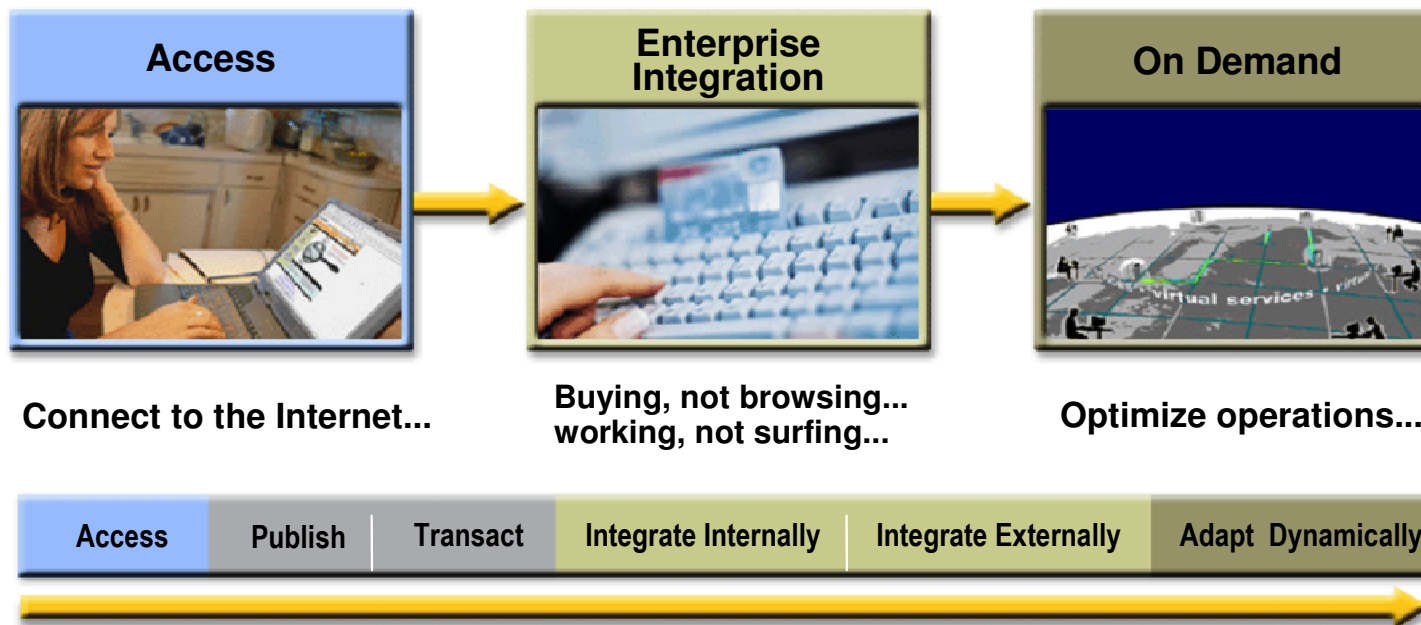 Access
Enterprise
Integration
On Demand
virtual services
Connect to the Internet...
Buying, not browsing...
working, not surfing...
Optimize operations...
Access
Publish
Transact
Integrate Internally
Integrate Externally
Adapt Dynamically